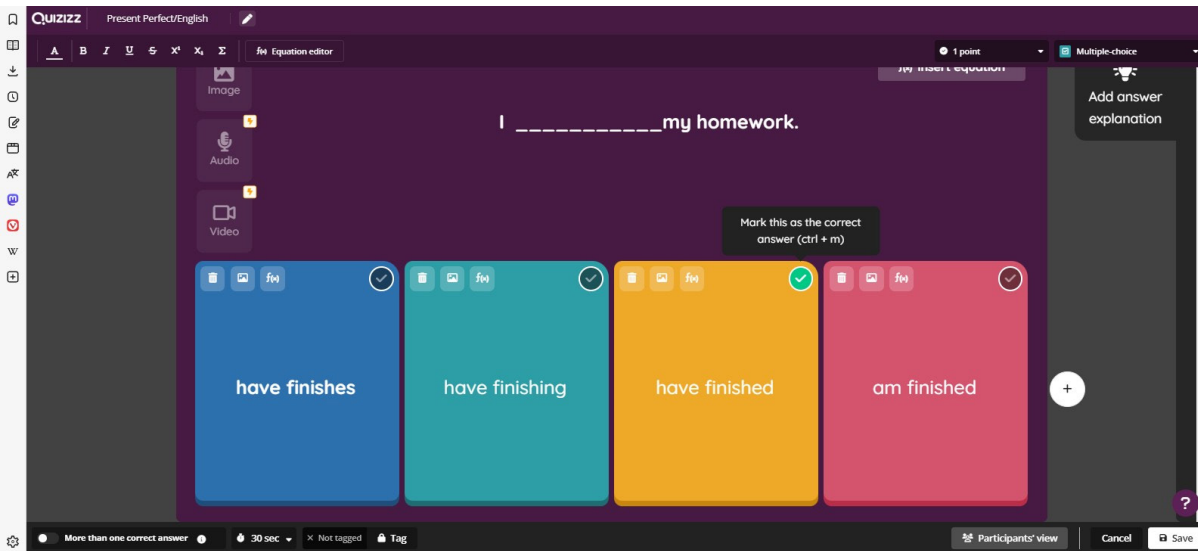 QUIZIZZ Present Perfect/English
A B I U S X² X₂ Σ f(x) Equation editor 1 point Multiple-choice
Image
f(x) Insert equation
Add answer
explanation
I ___________my homework.
Audio
Video
Mark this as the correct
answer (ctrl + m)
f(x) f(x) f(x) f(x)
have finishes have finishing have finished am finished
+
?
More than one correct answer 30 sec × Not tagged Tag Participants' view Cancel Save